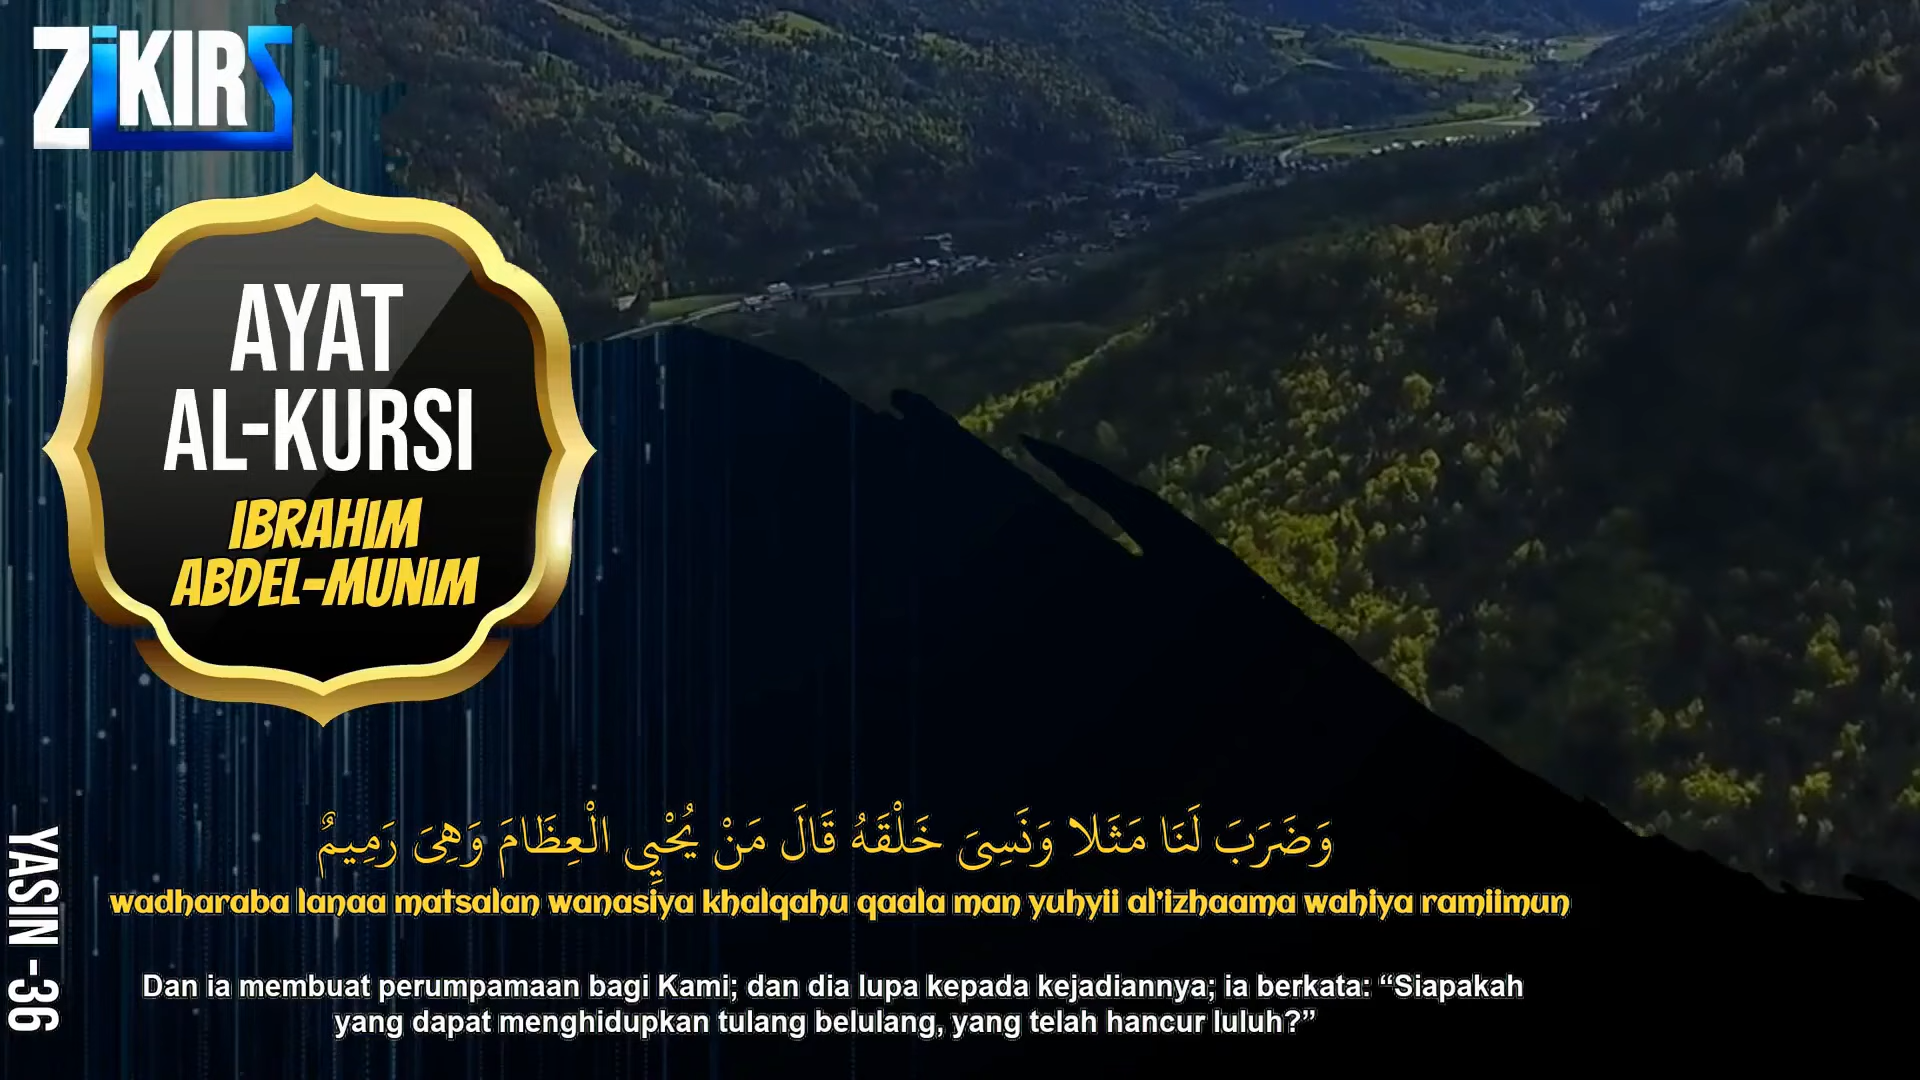 ZIKIRS
AYAT
AL-KURSI
IBRAHIM
ABDEL-MUNIM
وَضَرَبَ لَنَا مَثَلا وَنَسِىَ خَلْقَهُ قَالَ مَنْ يُحْيِي الْعِظَامَ وَهِىَ رَمِيمٌ
wadharaba lanaa matsalan wanasiya khalqahu qaala man yuhyii al'izhaama wahiya ramiimun
Dan ia membuat perumpamaan bagi Kami; dan dia lupa kepada kejadiannya; ia berkata: “Siapakah
yang dapat menghidupkan tulang belulang, yang telah hancur luluh?”
YASIN -36